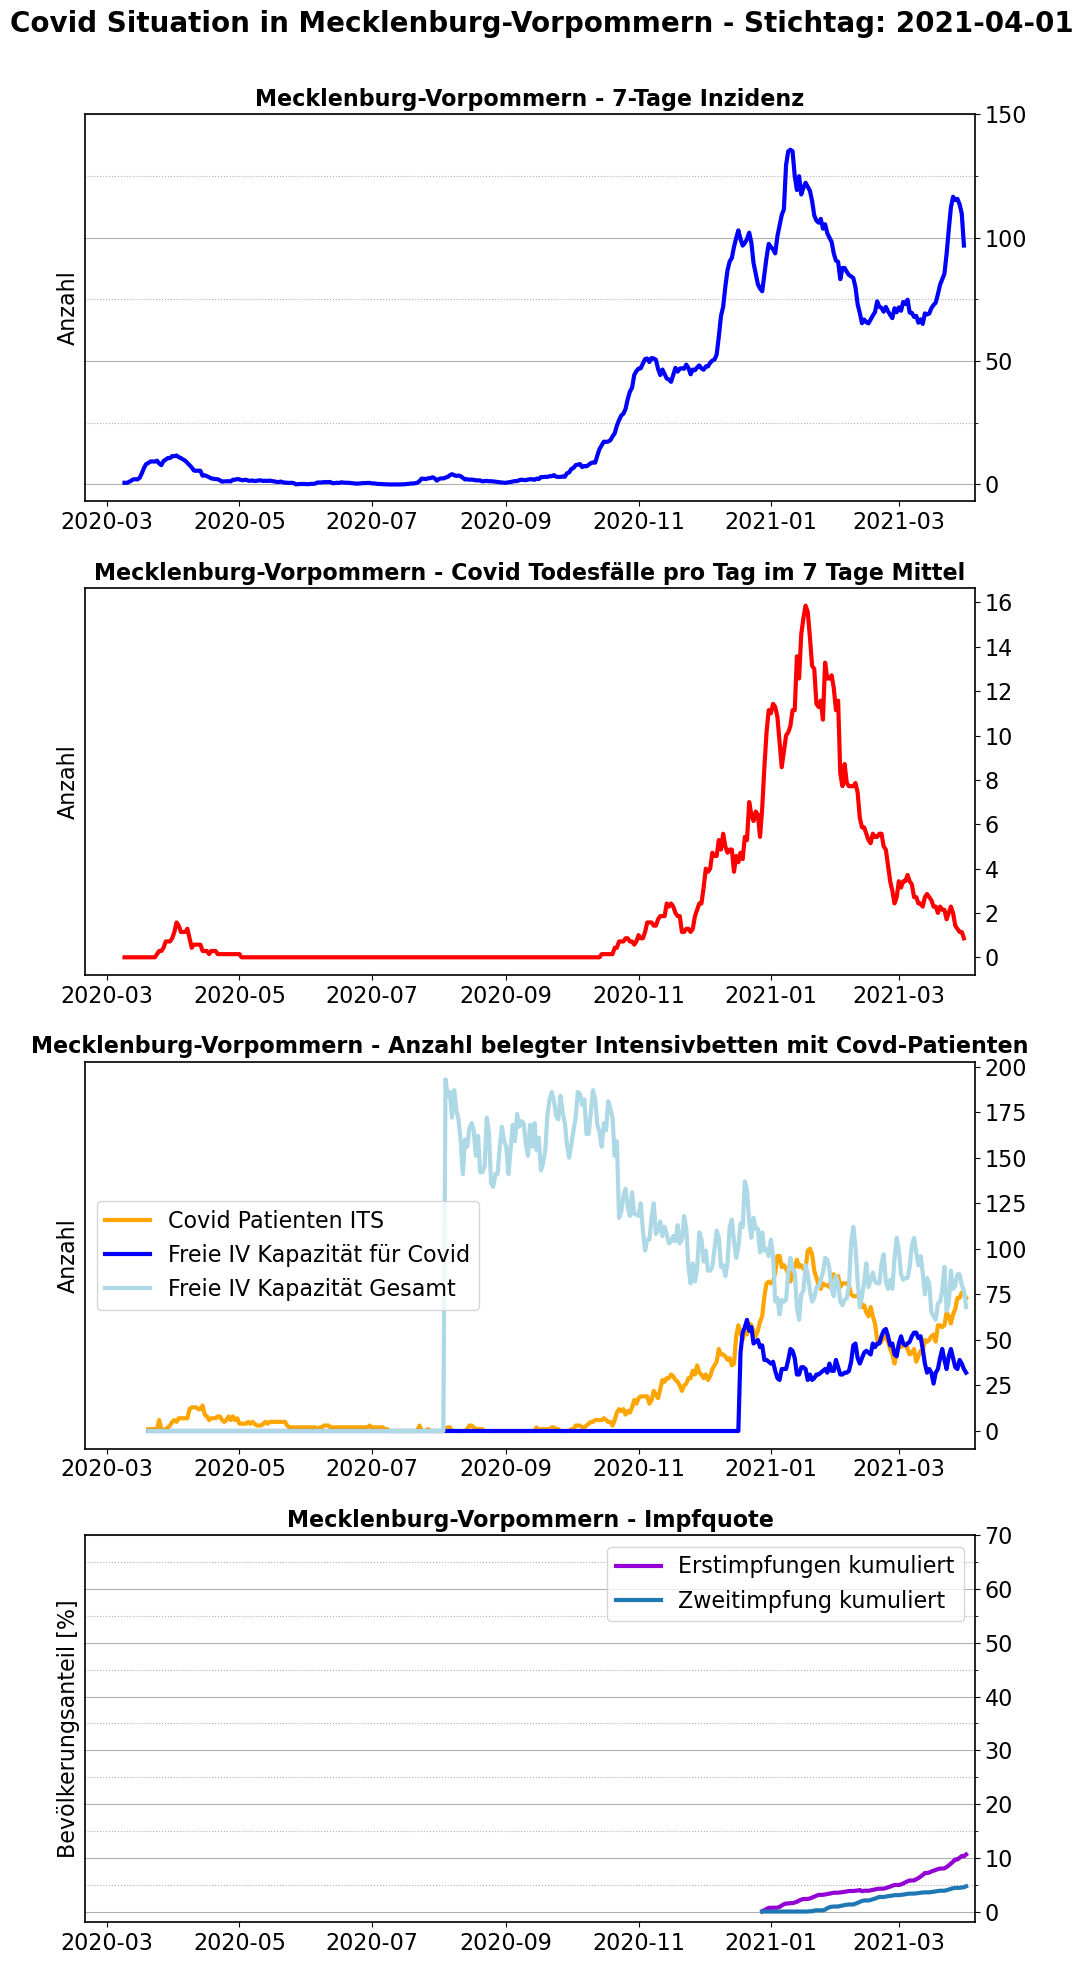 Covid Situation in Mecklenburg-Vorpommern - Stichtag: 2021-04-01
Mecklenburg-Vorpommern - 7-Tage Inzidenz
Anzahl
150
100
50
0
2020-03 2020-05 2020-07 2020-09 2020-11 2021-01 2021-03
Mecklenburg-Vorpommern - Covid Todesfälle pro Tag im 7 Tage Mittel
Anzahl
16
14
12
10
8
6
4
2
0
2020-03 2020-05 2020-07 2020-09 2020-11 2021-01 2021-03
Mecklenburg-Vorpommern - Anzahl belegter Intensivbetten mit Covd-Patienten
Anzahl
Covid Patienten ITS
Freie IV Kapazität für Covid
Freie IV Kapazität Gesamt
200
175
150
125
100
75
50
25
0
2020-03 2020-05 2020-07 2020-09 2020-11 2021-01 2021-03
Mecklenburg-Vorpommern - Impfquote
Bevölkerungsanteil [%]
Erstimpfungen kumuliert
Zweitimpfung kumuliert
70
60
50
40
30
20
10
0
2020-03 2020-05 2020-07 2020-09 2020-11 2021-01 2021-03